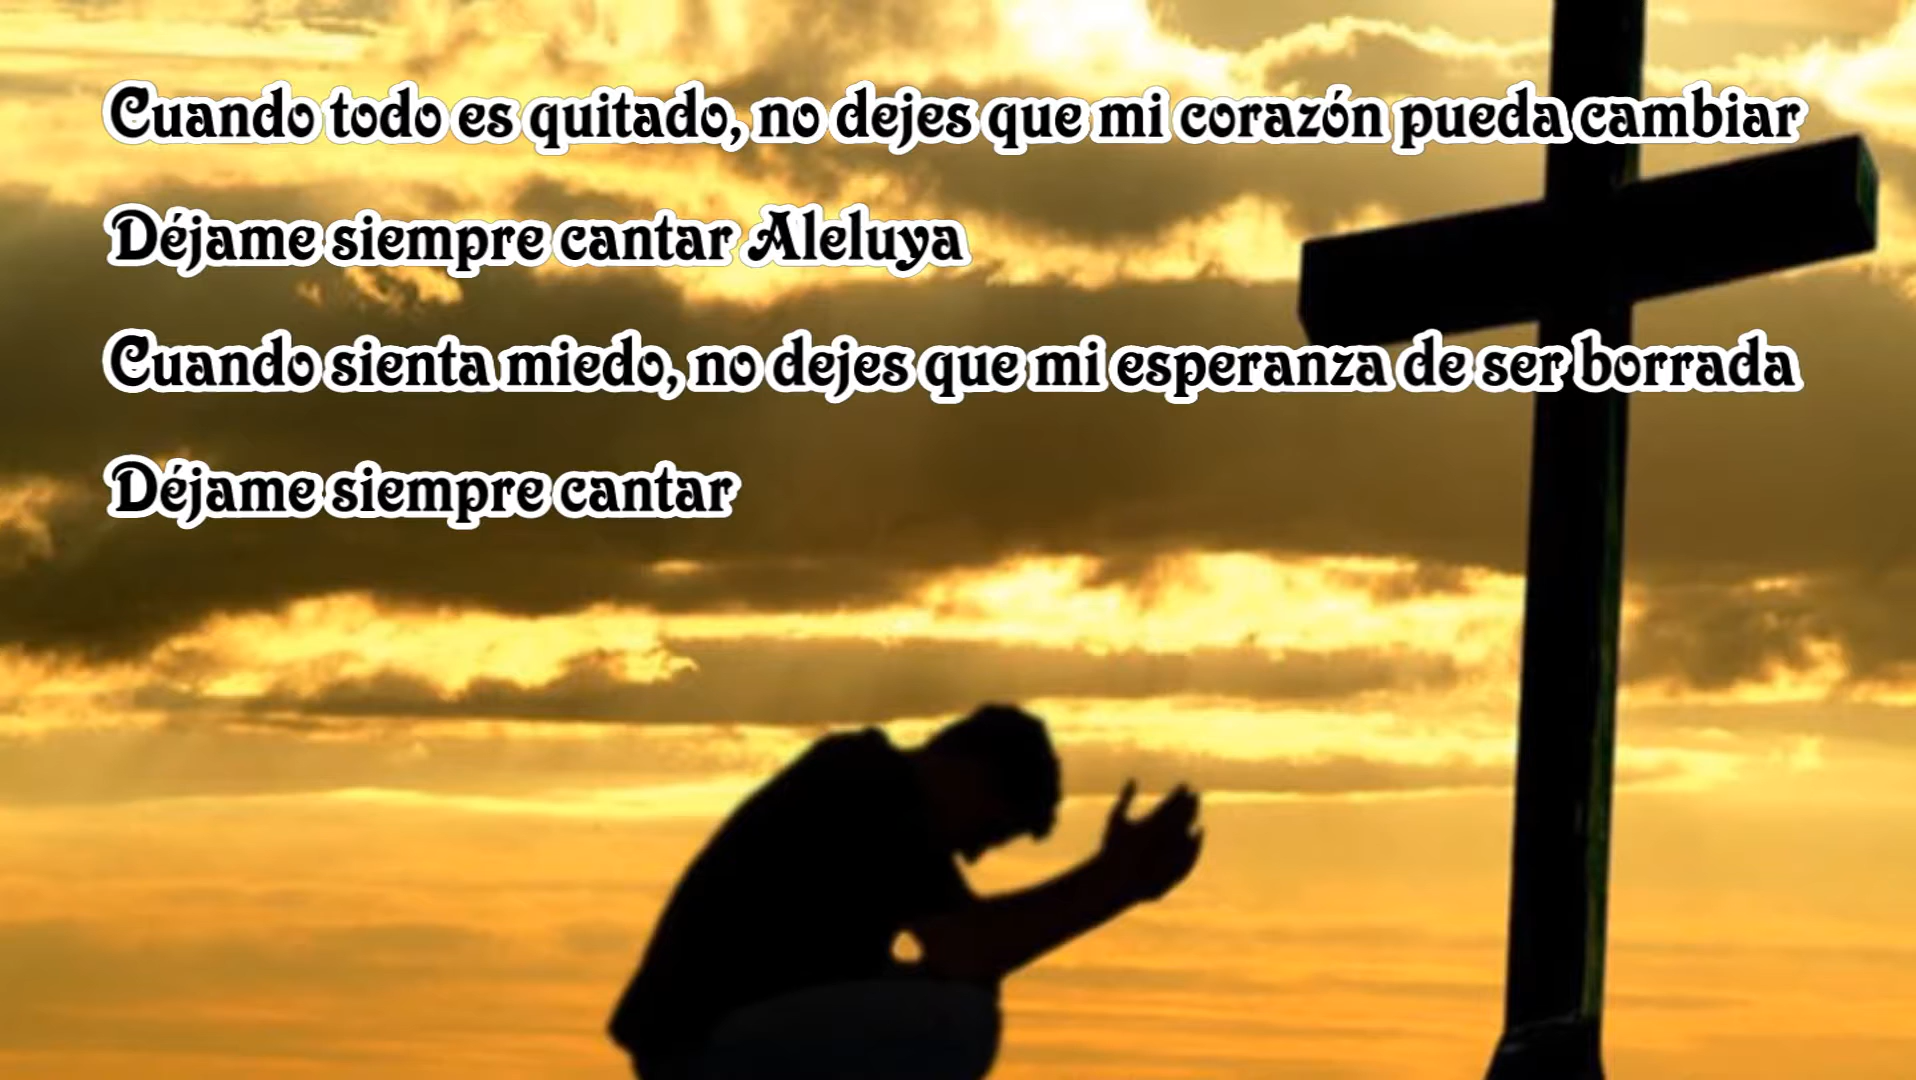 Cuando todo es quitado, no dejes que mi corazón pueda cambiar
Déjame siempre cantar Aleluya
Cuando sienta miedo, no dejes que mi esperanza de ser borrada
Déjame siempre cantar